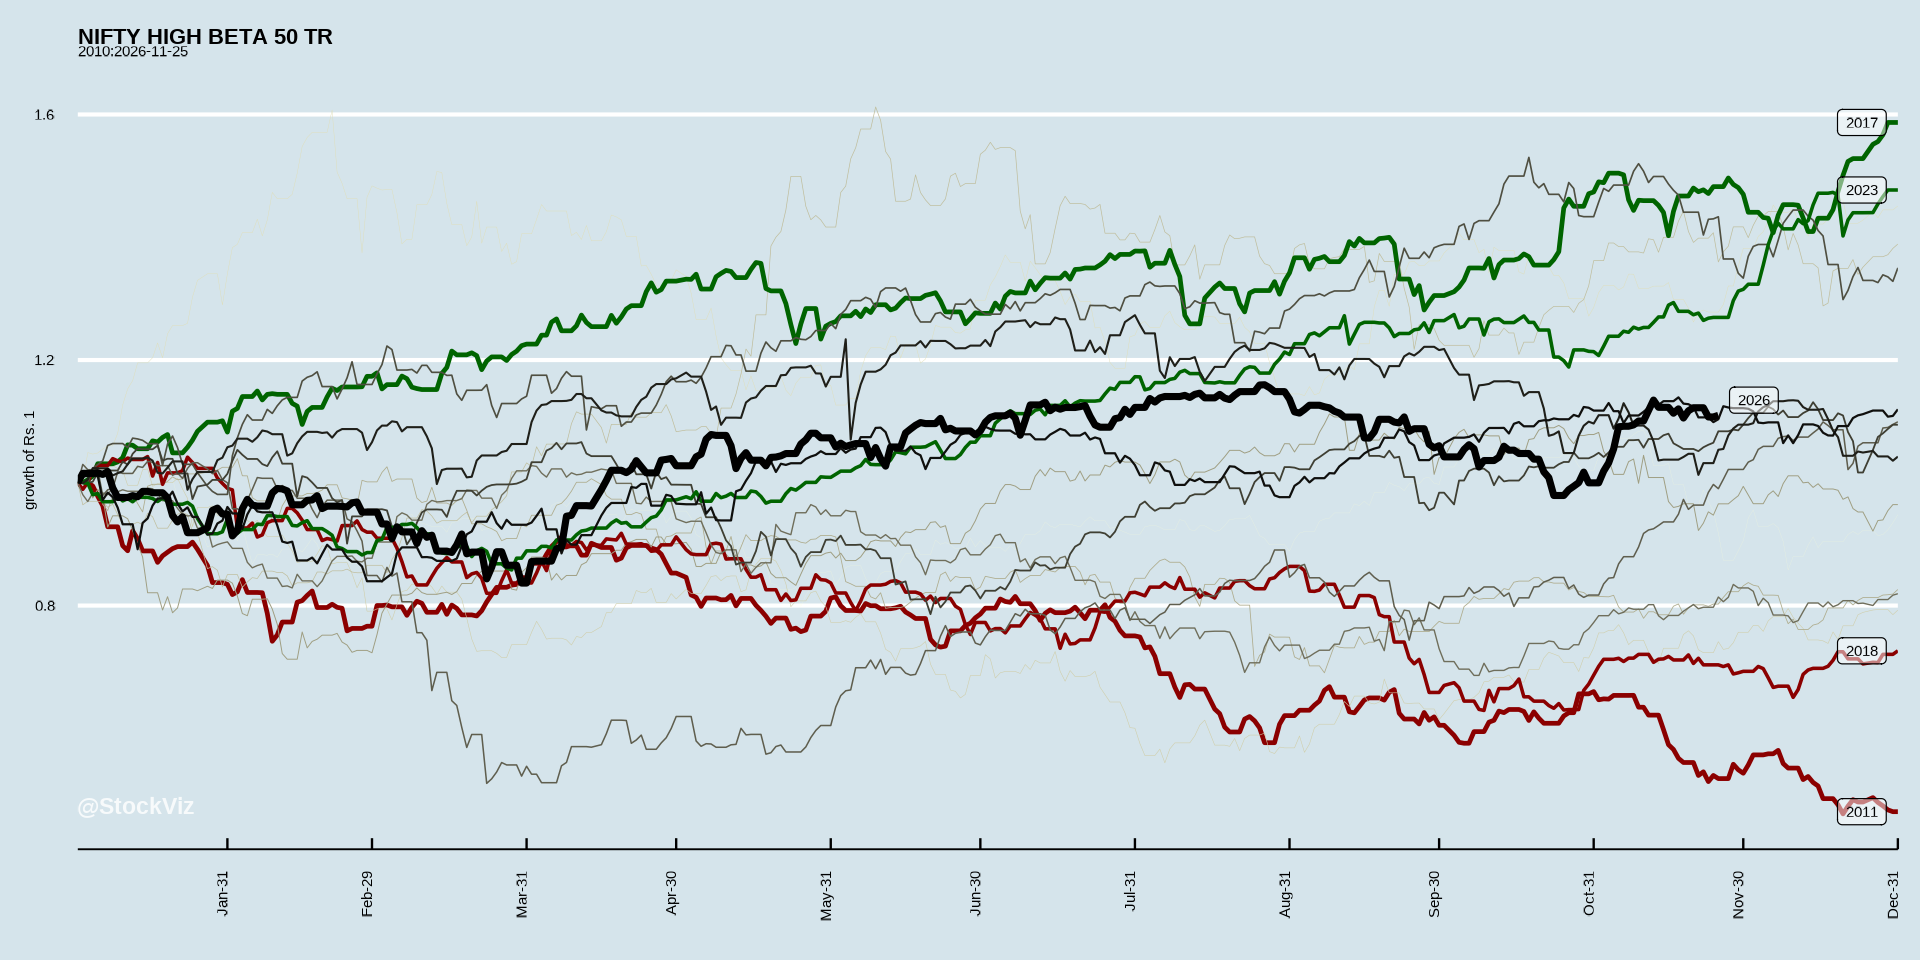 NIFTY HIGH BETA 50 TR
2010:2026-11-25
growth of Rs. 1
1.6
1.2
0.8
2017
2023
2026
2018
2011
@StockViz
Jan-31
Feb-29
Mar-31
Apr-30
May-31
Jun-30
Jul-31
Aug-31
Sep-30
Oct-31
Nov-30
Dec-31